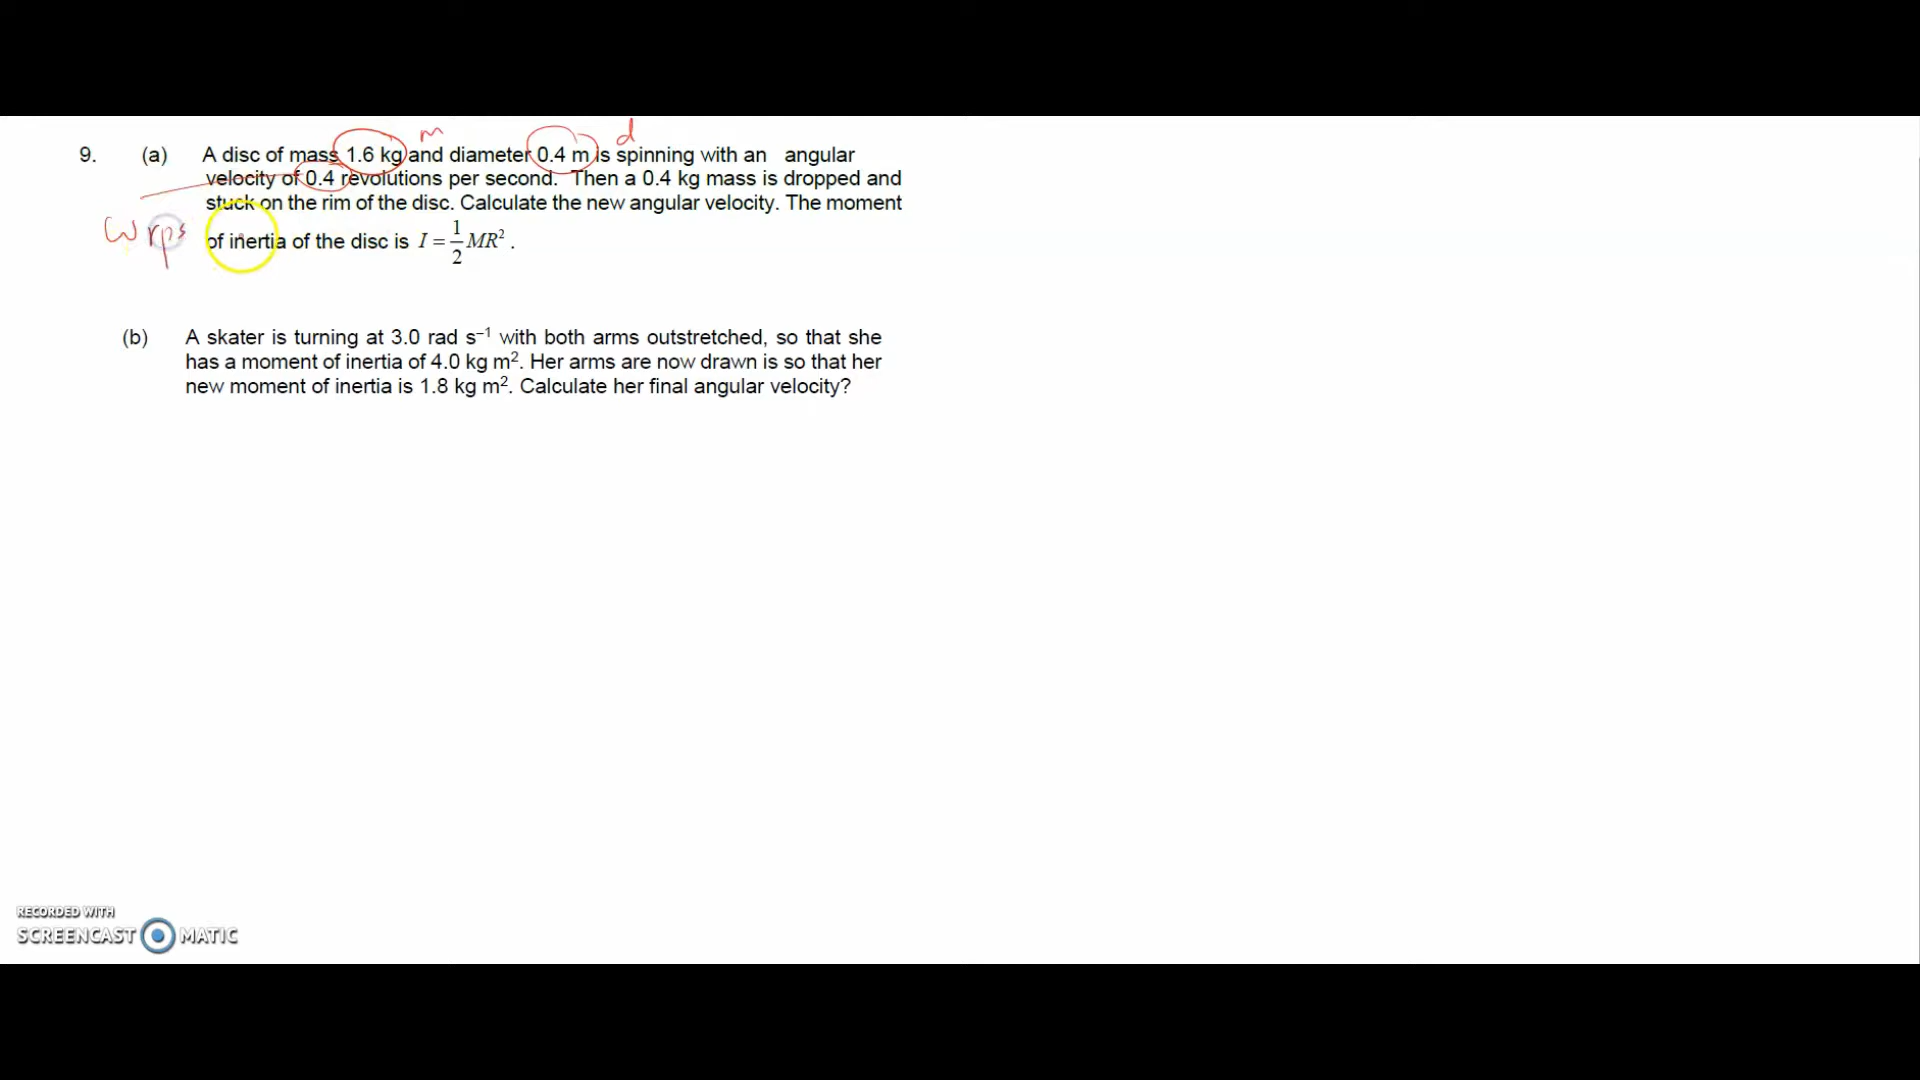 m d
9. (a) A disc of mass 1.6 kg and diameter 0.4 m is spinning with an angular
velocity of 0.4 revolutions per second. Then a 0.4 kg mass is dropped and
stuck on the rim of the disc. Calculate the new angular velocity. The moment
ω rps of inertia of the disc is I = 1/2 MR² .
(b) A skater is turning at 3.0 rad s⁻¹ with both arms outstretched, so that she
has a moment of inertia of 4.0 kg m². Her arms are now drawn is so that her
new moment of inertia is 1.8 kg m². Calculate her final angular velocity?
RECORDED WITH
SCREENCAST MATIC